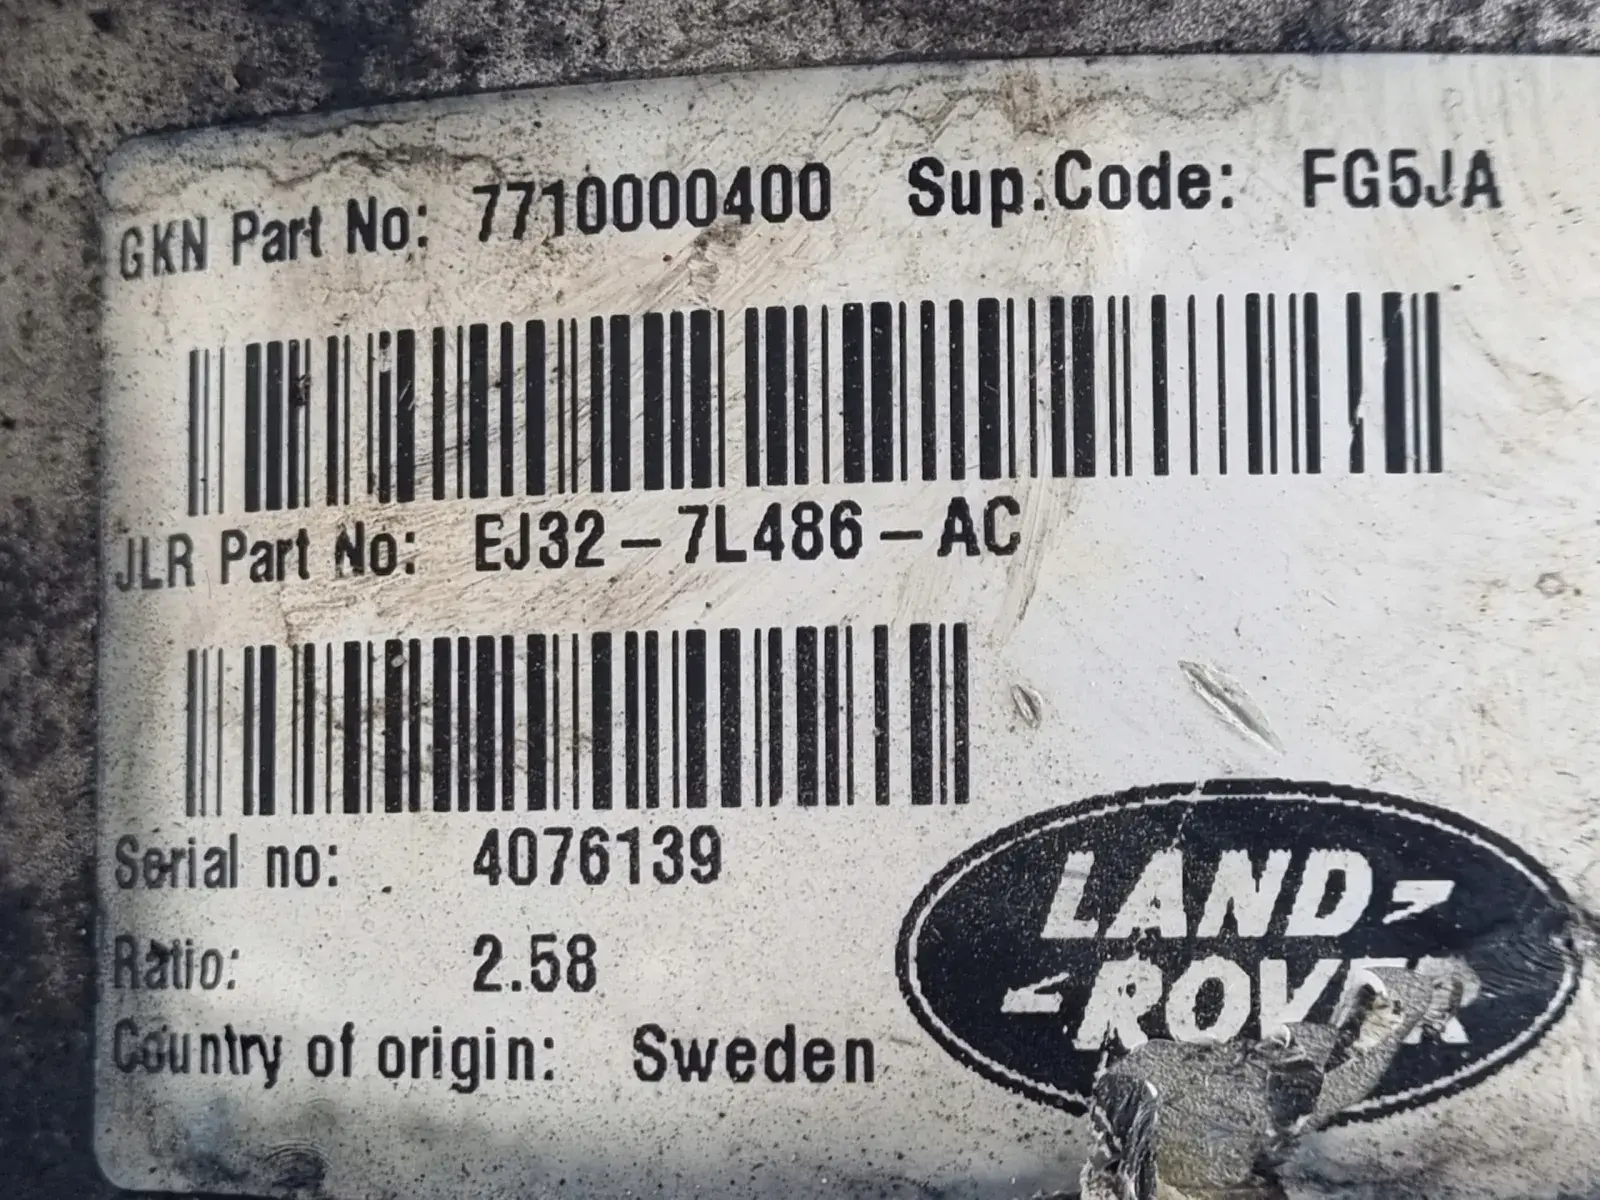 GKN Part No: 7710000400 Sup.Code: FG5JA
JLR Part No: EJ32-7L486-AC
Serial no: 4076139
Ratio: 2.58
Country of origin: Sweden
LAND
ROVER